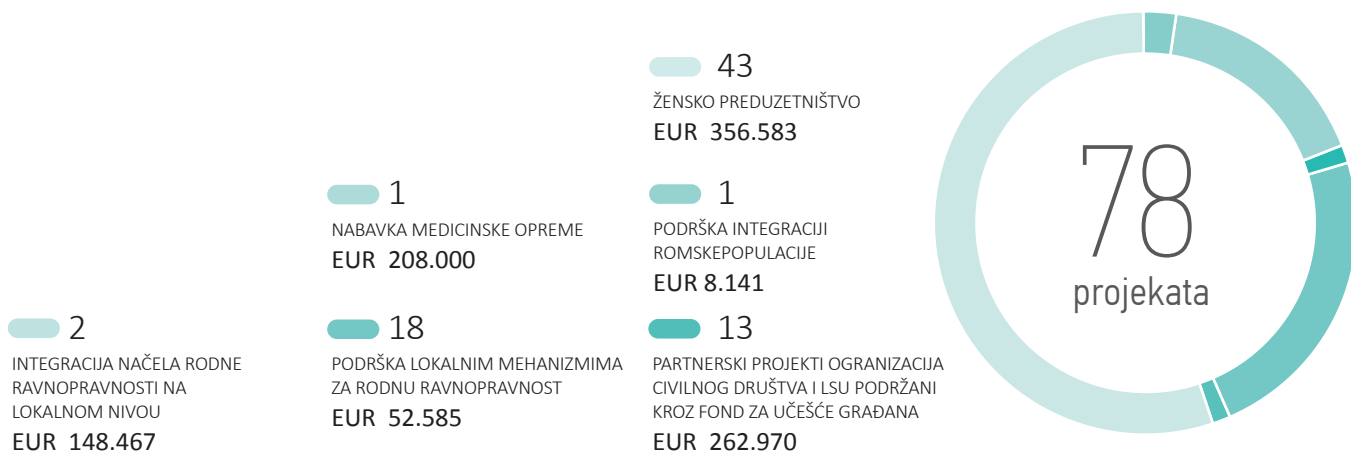 43
ŽENSKO PREDUZETNIŠTVO
EUR 356.583
1
NABAVKA MEDICINSKE OPREME
EUR 208.000
1
PODRŠKA INTEGRACIJI
ROMSKEPOPULACIJE
EUR 8.141
2
INTEGRACIJA NAČELA RODNE
RAVNOPRAVNOSTI NA
LOKALNOM NIVOU
EUR 148.467
18
PODRŠKA LOKALNIM MEHANIZMIMA
ZA RODNU RAVNOPRAVNOST
EUR 52.585
13
PARTNERSKI PROJEKTI OGRANIZACIJA
CIVILNOG DRUŠTVA I LSU PODRŽANI
KROZ FOND ZA UČEŠĆE GRAĐANA
EUR 262.970
78
projekata